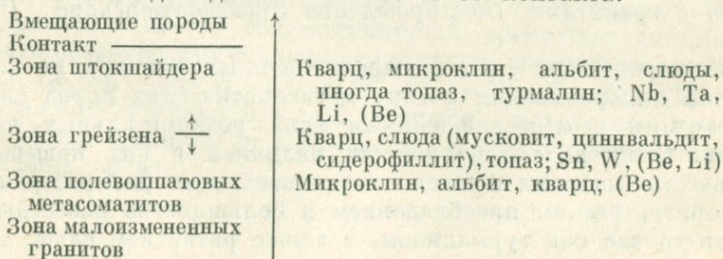 Вмещающие породы
Контакт
Зона штокшайдера
Кварц, микроклин, альбит, слюды,
иногда топаз, турмалин; Nb, Ta,
Li, (Be)
Зона грейзена
Кварц, слюда (мусковит, циннвальдит,
сидерофиллит), топаз; Sn, W, (Be, Li)
Зона полевошпатовых
метасоматитов
Микроклин, альбит, кварц; (Be)
Зона малоизмененных
гранитов